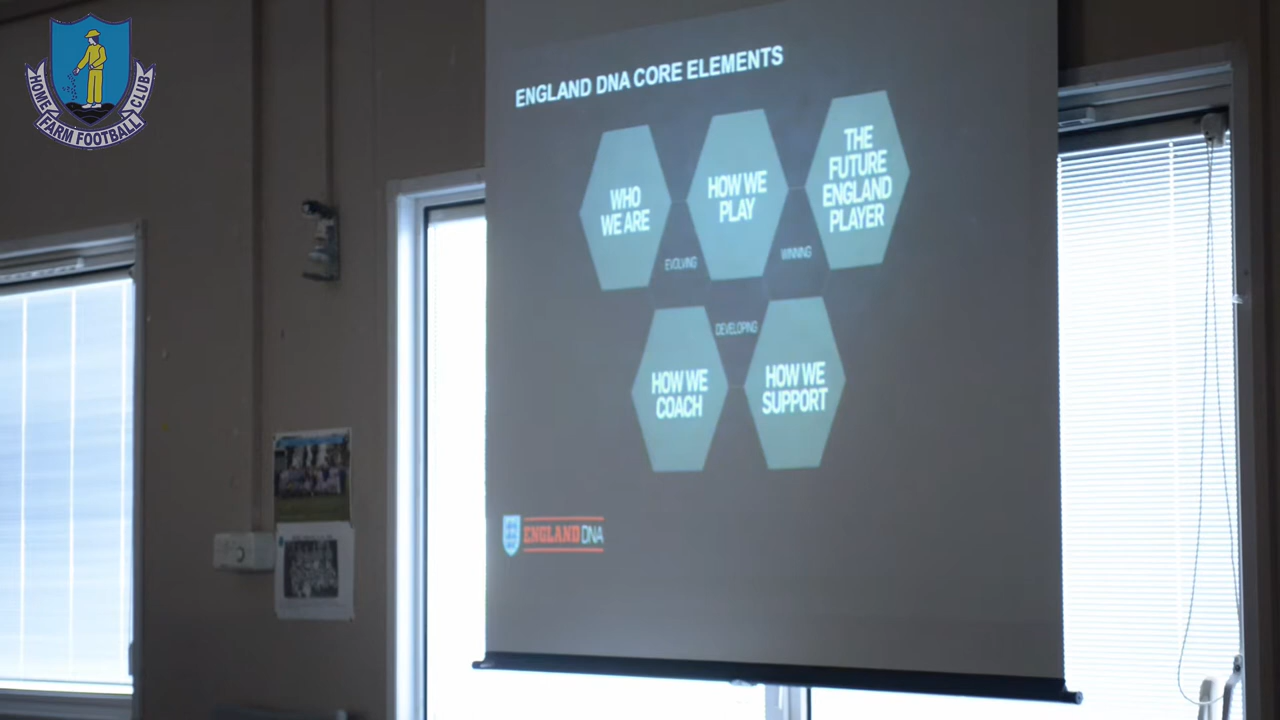 HOME FARM FOOTBALL CLUB
ENGLAND DNA CORE ELEMENTS
WHO
WE ARE
HOW WE
PLAY
THE
FUTURE
ENGLAND
PLAYER
EVOLVING
WINNING
DEVELOPING
HOW WE
COACH
HOW WE
SUPPORT
ENGLAND DNA